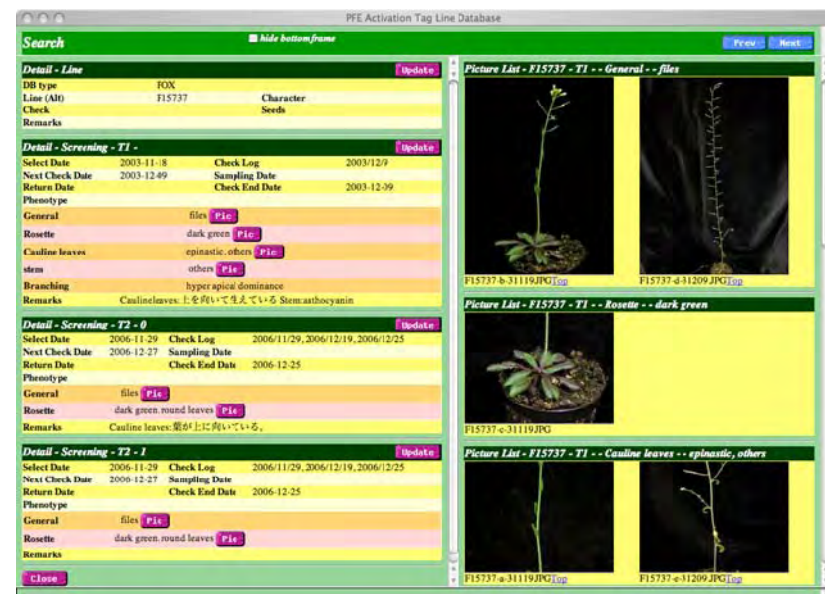 PFE Activation Tag Line Database
Search
hide bottomframe
Prev Next
Detail - Line Update
DB type FOX
Line (Alt) F15737 Character
Check Seeds
Remarks
Detail - Screening - T1 - Update
Select Date 2003-11-18 Check Log 2003/12/9
Next Check Date 2003-12-09 Sampling Date
Return Date Check End Date 2003-12-09
Phenotype
General files Pic
Rosette dark green Pic
Cauline leaves epinastic, others Pic
stem others Pic
Branching hyper apical dominance
Remarks Caulineleaves: 上を向いて生えている Stem:anthocyanin
Detail - Screening - T2 - 0 Update
Select Date 2006-11-29 Check Log 2006/11/29, 2006/12/19, 2006/12/25
Next Check Date 2006-12-27 Sampling Date
Return Date Check End Date 2006-12-25
Phenotype
General files Pic
Rosette dark green, round leaves Pic
Remarks Cauline leaves: 葉が上に向いている。
Detail - Screening - T2 - 1 Update
Select Date 2006-11-29 Check Log 2006/11/29, 2006/12/19, 2006/12/25
Next Check Date 2006-12-27 Sampling Date
Return Date Check End Date 2006-12-25
Phenotype
General files Pic
Rosette dark green, round leaves Pic
Remarks
Close
Picture List - F15737 - T1 - - General - - files
F15737-b-31119JPGTop F15737-d-31209JPGTop
Picture List - F15737 - T1 - - Rosette - - dark green
F15737-c-31119JPG
Picture List - F15737 - T1 - - Cauline leaves - - epinastic, others
F15737-a-31119JPGTop F15737-e-31209JPGTop